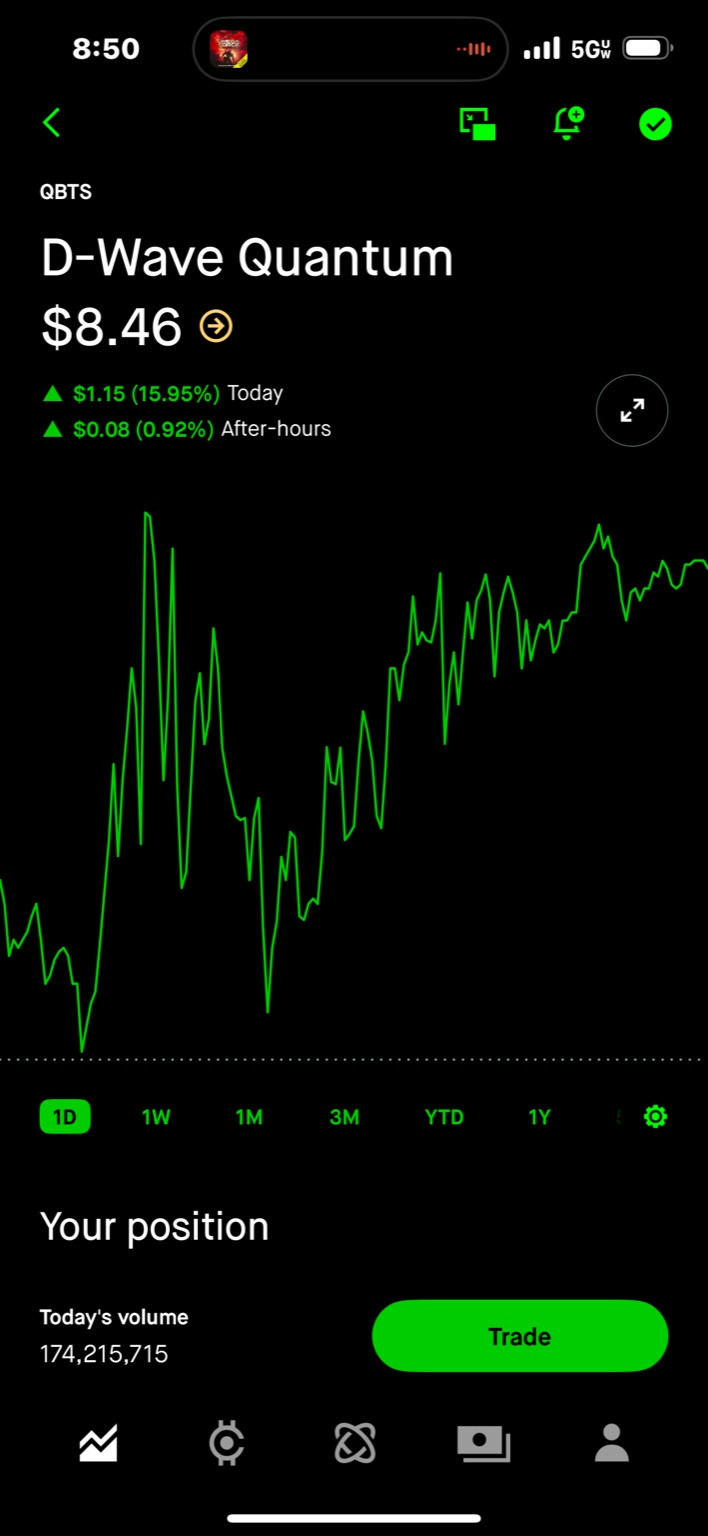 8:50
5GUW
QBTS
D-Wave Quantum
$8.46
▲ $1.15 (15.95%) Today
▲ $0.08 (0.92%) After-hours
1D 1W 1M 3M YTD 1Y
Your position
Today's volume
174,215,715
Trade